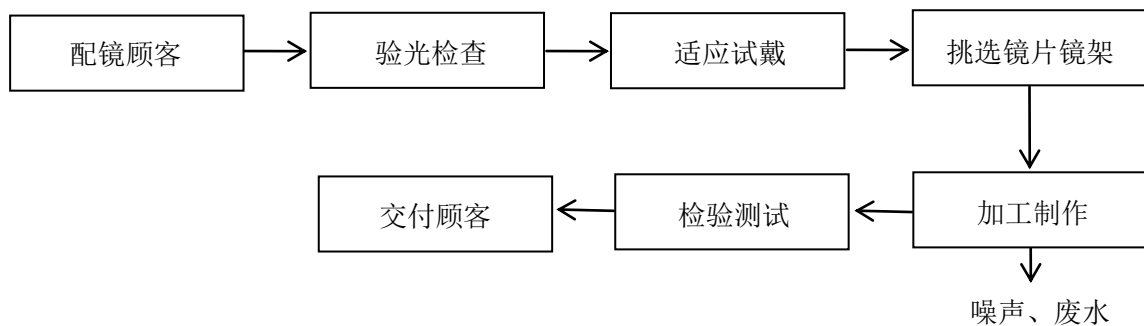 配镜顾客
验光检查
适应试戴
挑选镜片镜架
加工制作
检验测试
交付顾客
噪声、废水